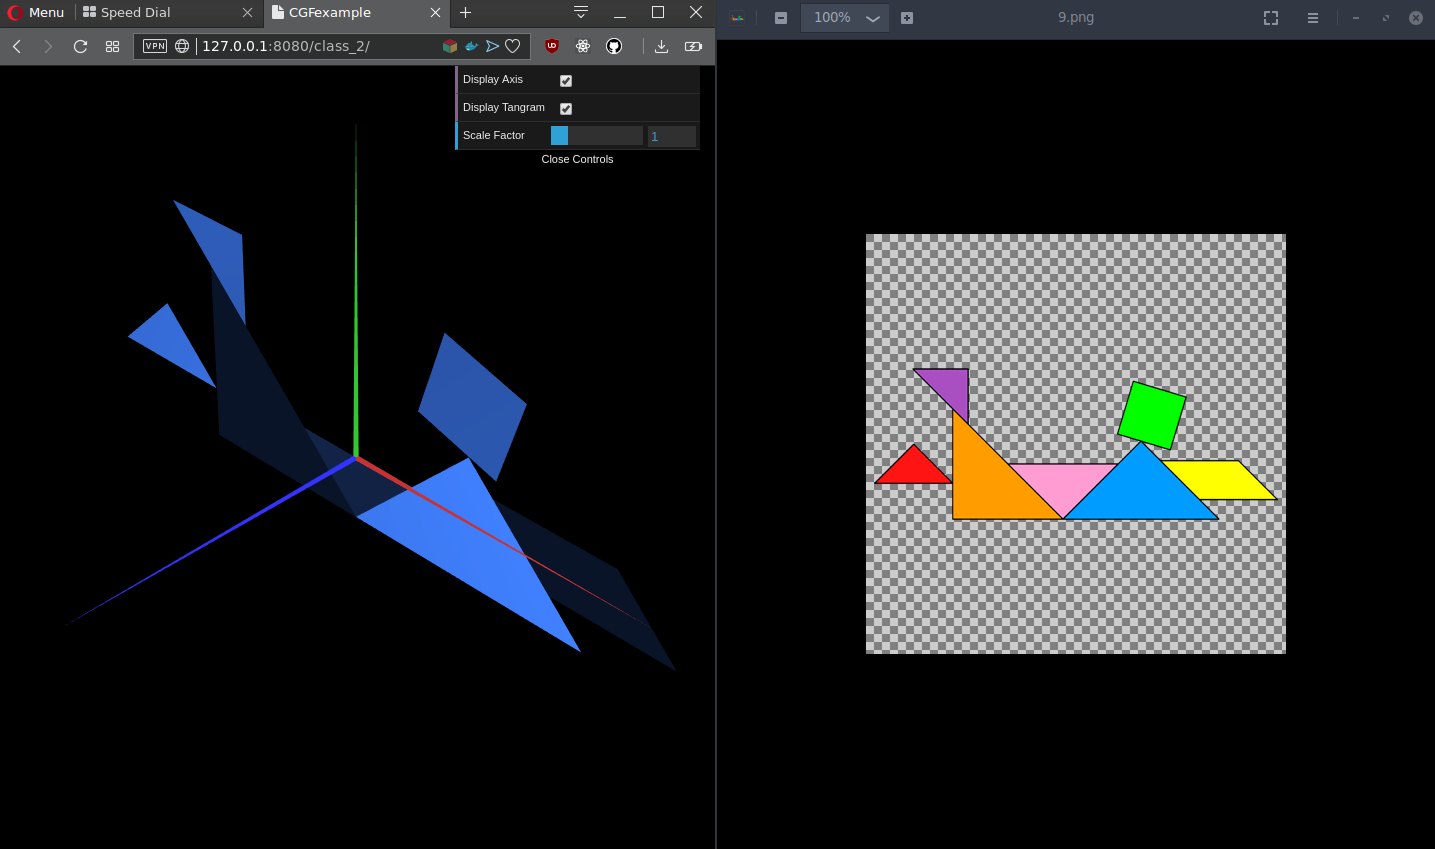 Menu Speed Dial CGFexample
VPN 127.0.0.1:8080/class_2/ UD
100% 9.png
Display Axis
Display Tangram
Scale Factor 1
Close Controls